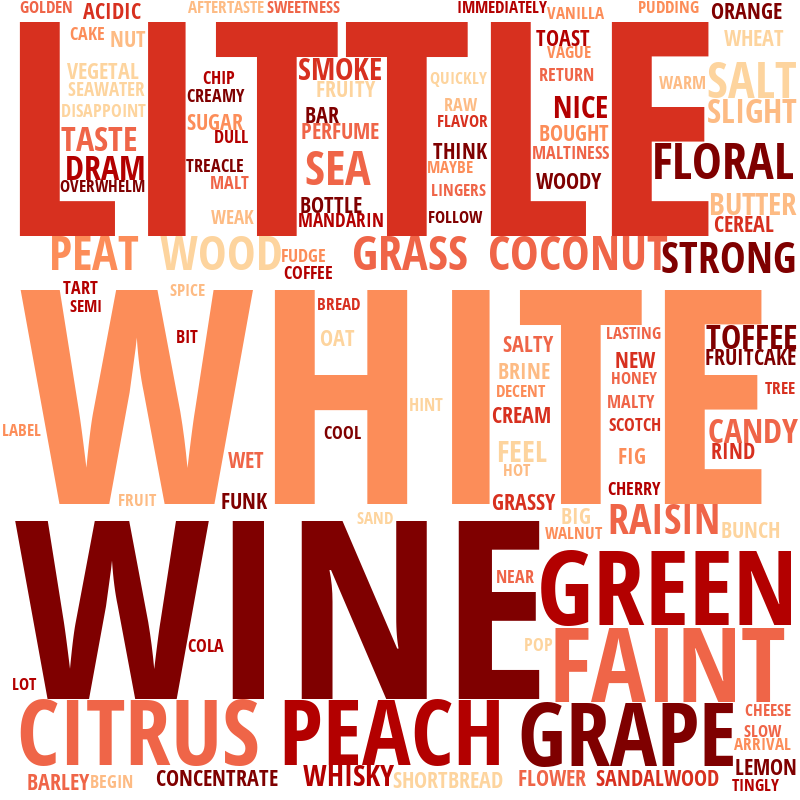 GOLDEN ACIDIC AFTERTASTE SWEETNESS IMMEDIATELY VANILLA PUDDING ORANGE
LITTLE
CAKE NUT TOAST WHEAT
VAGUE
VEGETAL CHIP SMOKE QUICKLY RETURN WARM SALT
SEAWATER CREAMY FRUITY
DISAPPOINT BAR RAW NICE SLIGHT
SUGAR FLAVOR
TASTE DULL PERFUME BOUGHT
THINK MALTINESS
DRAM TREACLE SEA MAYBE FLORAL
OVERWHELM MALT LINGERS WOODY
BOTTLE BUTTER
WEAK MANDARIN FOLLOW CEREAL
PEAT WOOD FUDGE GRASS COCONUT STRONG
COFFEE
TART SPICE
WHITE
SEMI BREAD
BIT OAT SALTY LASTING TOFFEE
NEW FRUITCAKE
BRINE HONEY
DECENT TREE
HINT MALTY
CREAM SCOTCH
LABEL COOL CANDY
FEEL FIG RIND
WET HOT
CHERRY
FRUIT FUNK GRASSY
SAND BIG RAISIN BUNCH
WALNUT
WINE
NEAR GREEN
COLA POP FAINT
LOT
CITRUS PEACH GRAPE CHEESE
SLOW
ARRIVAL
BARLEY BEGIN CONCENTRATE WHISKY SHORTBREAD FLOWER SANDALWOOD LEMON
TINGLY